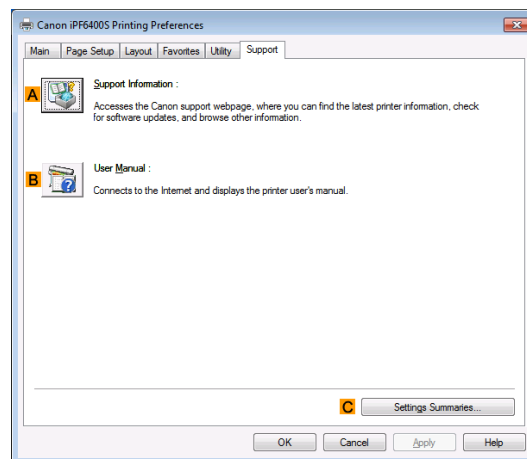 Canon iPF6400S Printing Preferences
Main Page Setup Layout Favorites Utility Support
A
Support Information :
Accesses the Canon support webpage, where you can find the latest printer information, check
for software updates, and browse other information.
B
User Manual :
Connects to the Internet and displays the printer user's manual.
C Settings Summaries...
OK Cancel Apply Help